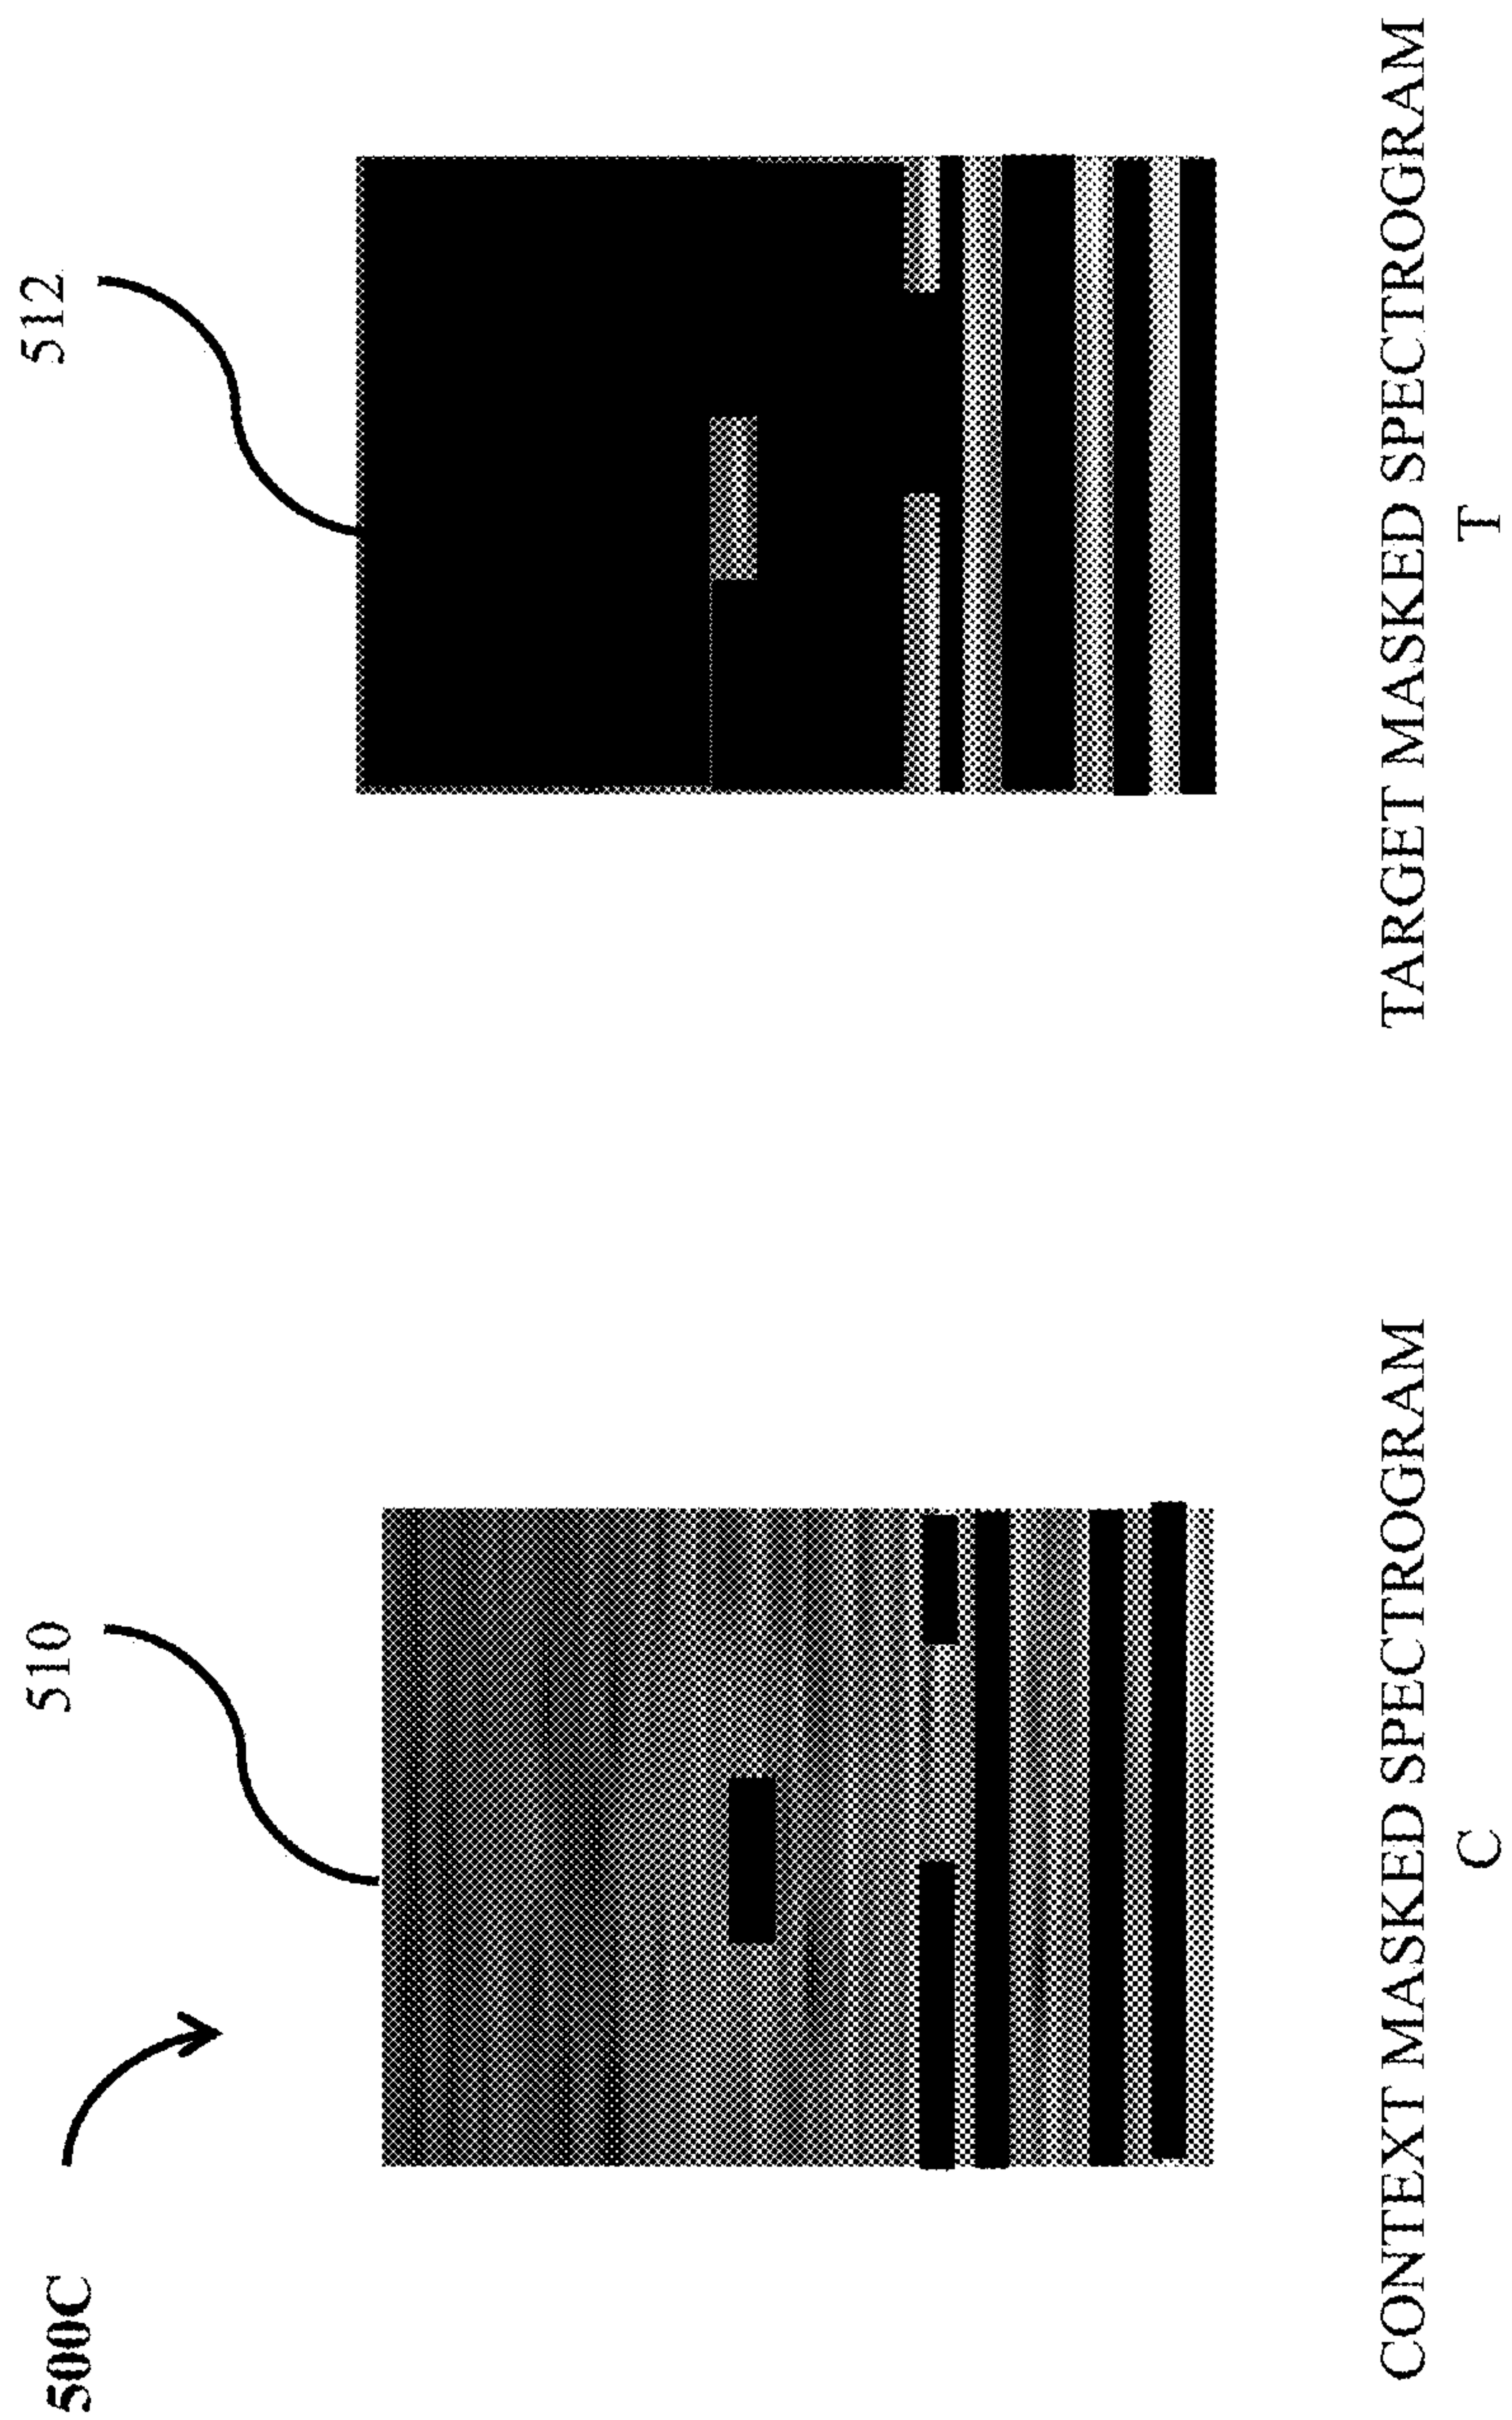 500C
510
512
CONTEXT MASKED SPECTROGRAM
C
TARGET MASKED SPECTROGRAM
T